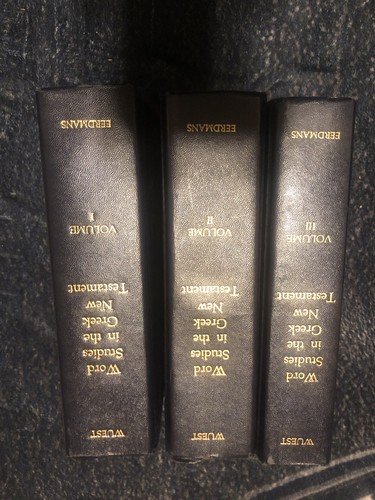 WUEST
Word
Studies
in the
Greek
New
Testament
VOLUME
I
EERDMANS
WUEST
Word
Studies
in the
Greek
New
Testament
VOLUME
II
EERDMANS
WUEST
Word
Studies
in the
Greek
New
Testament
VOLUME III
EERDMANS